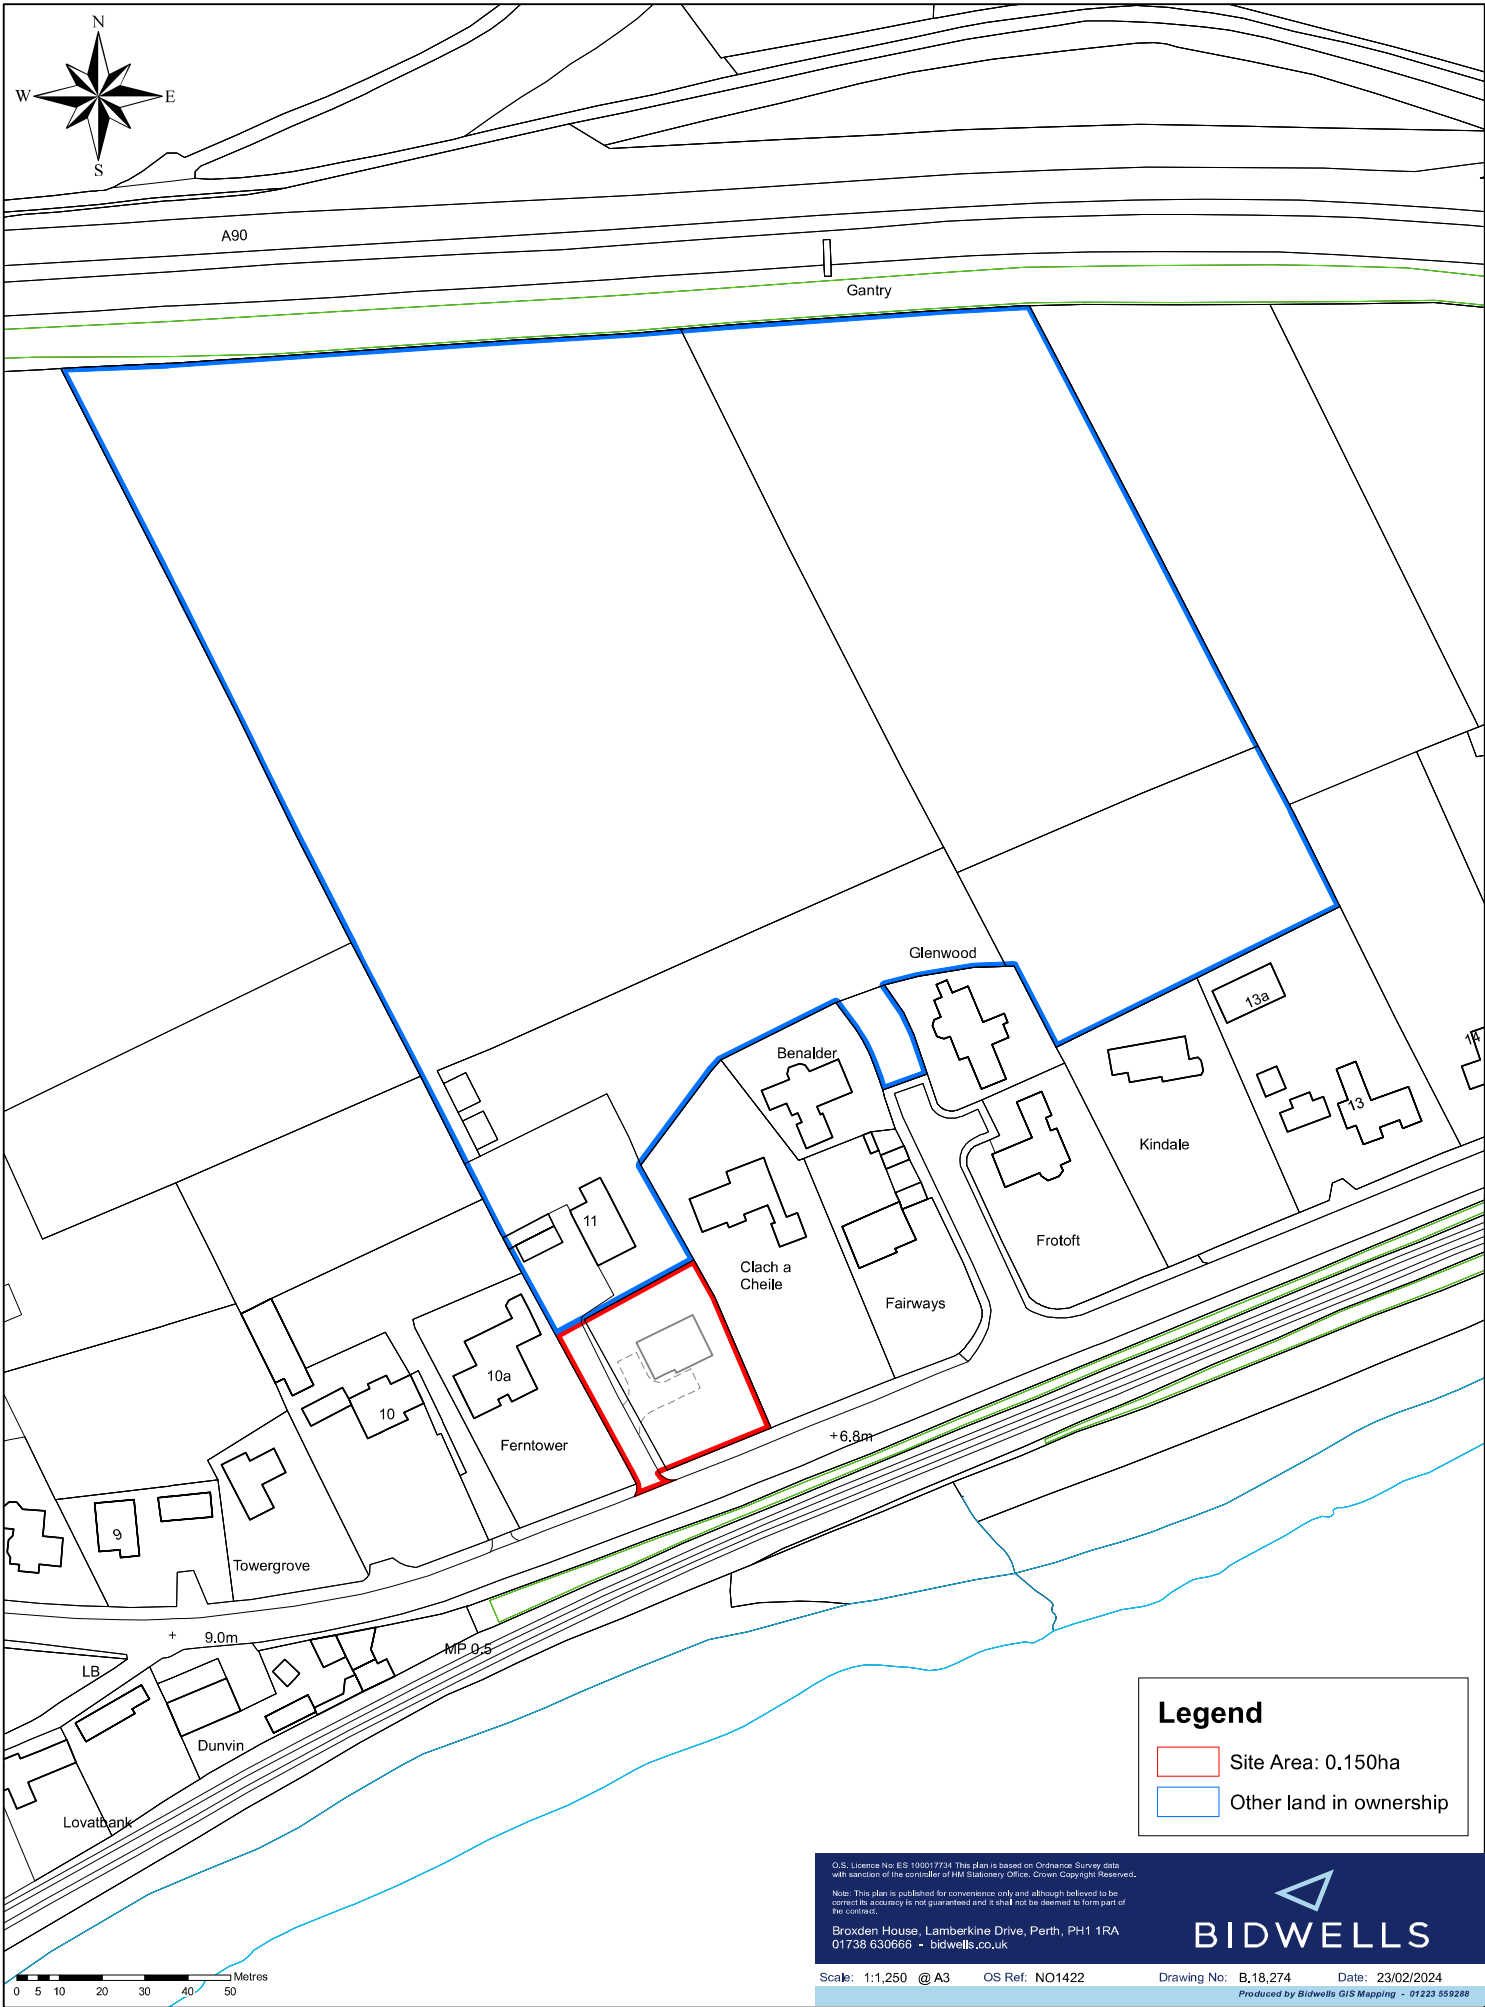 N
W
E
S
A90
Gantry
Glenwood
13a
Benalder
14
13
Kindale
11
Frotoft
Clach a
Cheile
Fairways
10a
10
Ferntower
+6.8m
9
Towergrove
+ 9.0m
MP 0.5
LB
Dunvin
Lovatbank
Legend
Site Area: 0.150ha
Other land in ownership
O.S. Licence No: ES 100017734 This plan is based on Ordnance Survey data
with sanction of the controller of HM Stationery Office. Crown Copyright Reserved.
Note: This plan is published for convenience only and although believed to be
correct its accuracy is not guaranteed and it shall not be deemed to form part of
the contract.
Broxden House, Lamberkine Drive, Perth, PH1 1RA
01738 630666 - bidwells.co.uk
BIDWELLS
Metres
0 5 10 20 30 40 50
Scale: 1:1,250 @ A3 OS Ref: NO1422 Drawing No: B.18,274 Date: 23/02/2024
Produced by Bidwells GIS Mapping - 01223 559288